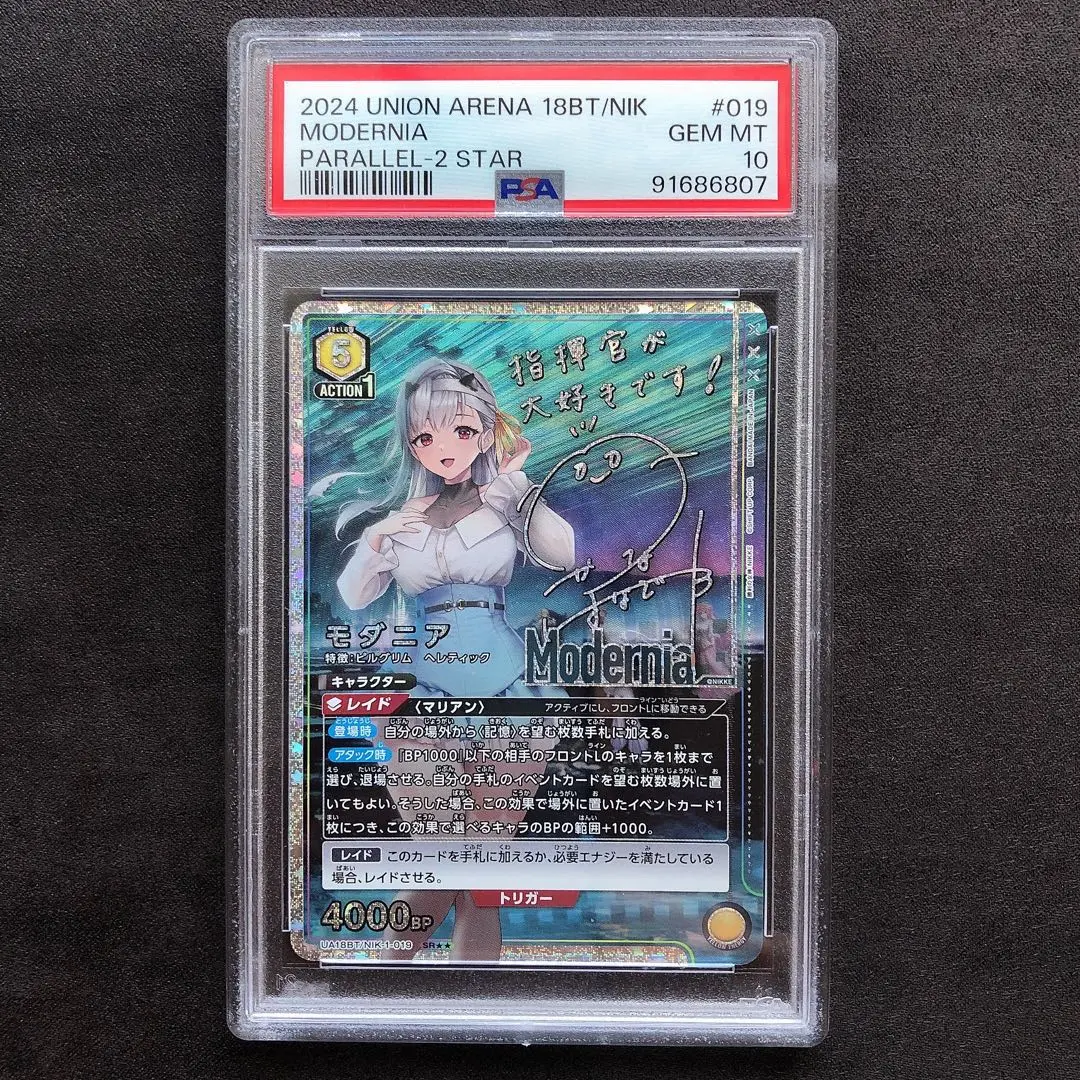 2024 UNION ARENA 18BT/NIK #019
MODERNIA GEM MT
PARALLEL-2 STAR 10
PSA 91686807
YELLOW
5
ACTION 1
指揮官が
大好きです!
Modernia
©NIKKE
モダニア
特徴:ピルグリム ヘレティック
キャラクター
レイド 〈マリアン〉 アクティブにし、フロントLに移動できる
登場時 自分の場外から〈記憶〉を望む枚数手札に加える。
アタック時 『BP1000』以下の相手のフロントLのキャラを1枚まで
選び、退場させる。自分の手札のイベントカードを望む枚数場外に置
いてもよい。そうした場合、この効果で場外に置いたイベントカード1
枚につき、この効果で選べるキャラのBPの範囲+1000。
レイド このカードを手札に加えるか、必要エナジーを満たしている
場合、レイドさせる。
トリガー
4000BP
YELLOW ENERGY
UA18BT/NIK-1-019 SR★★